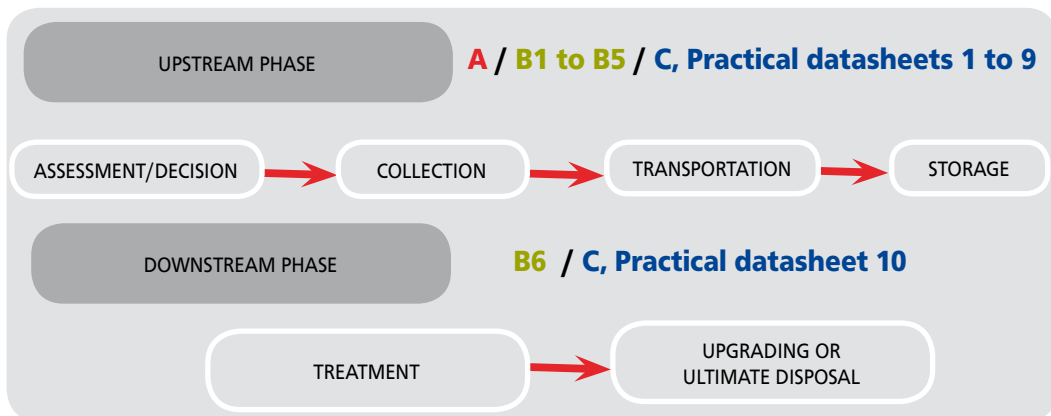 UPSTREAM PHASE
A / B1 to B5 / C, Practical datasheets 1 to 9
ASSESSMENT/DECISION
COLLECTION
TRANSPORTATION
STORAGE
DOWNSTREAM PHASE
B6 / C, Practical datasheet 10
TREATMENT
UPGRADING OR
ULTIMATE DISPOSAL